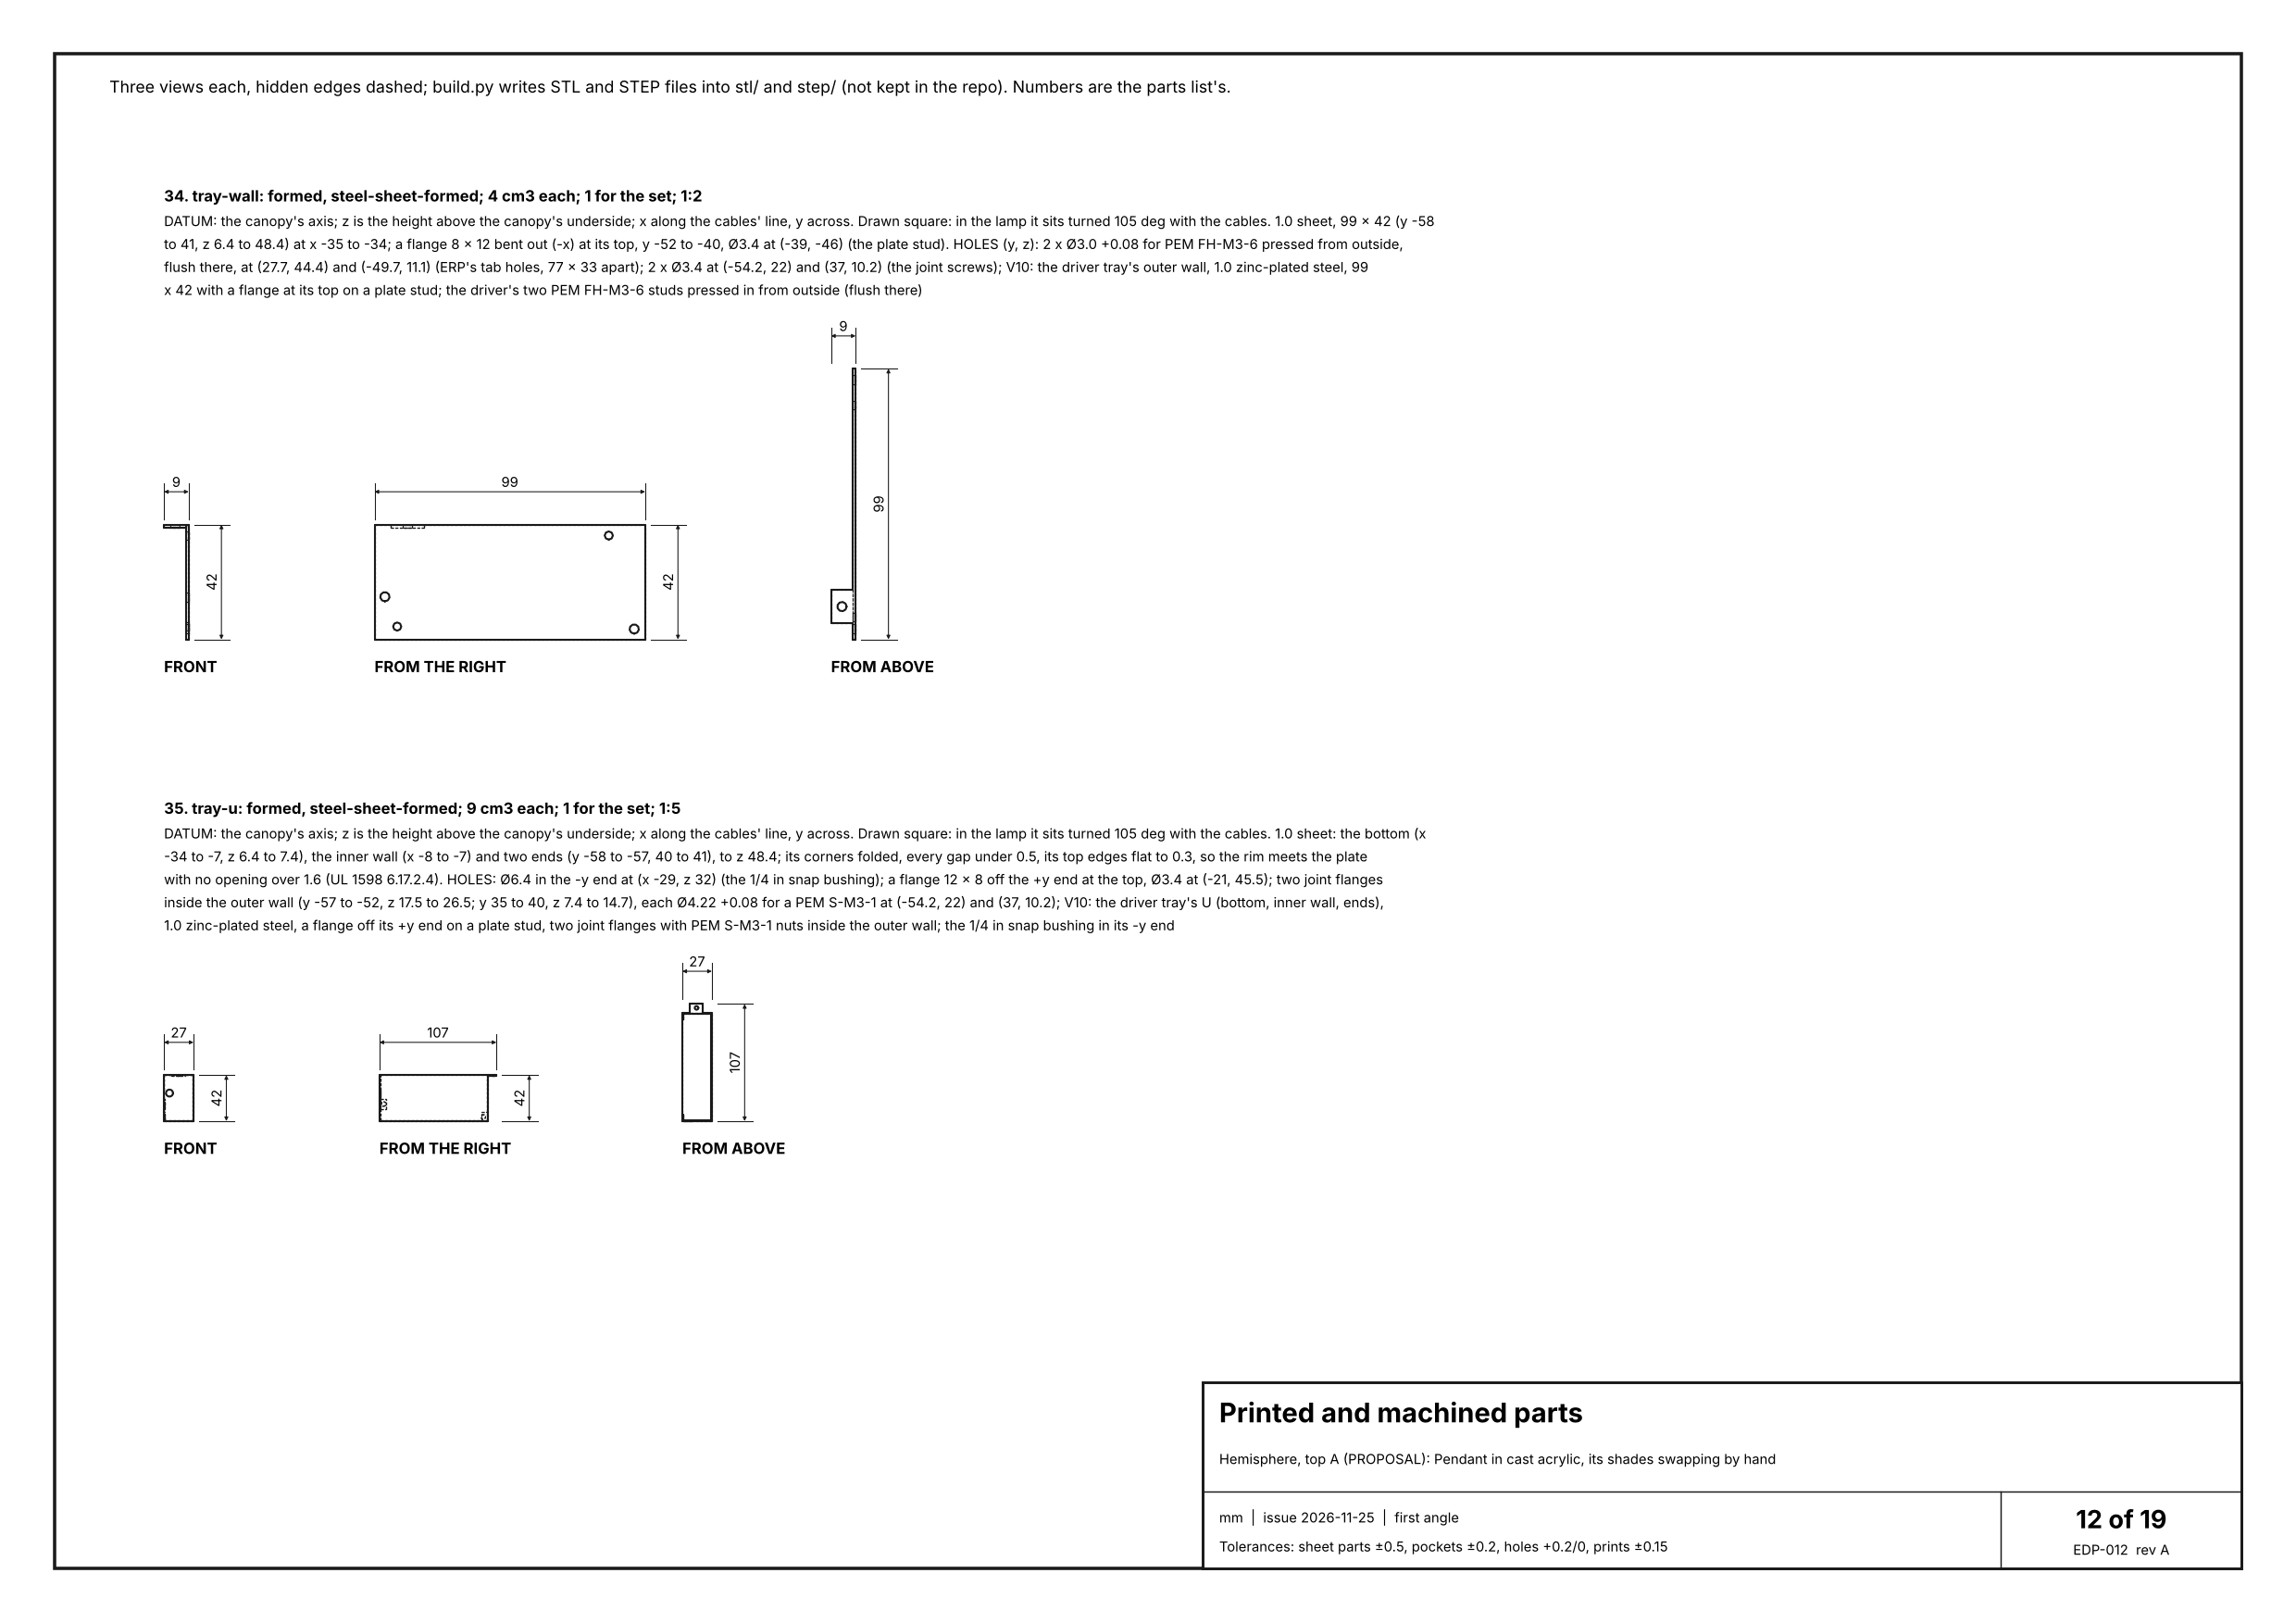 Three views each, hidden edges dashed; build.py writes STL and STEP files into stl/ and step/ (not kept in the repo). Numbers are the parts list's.
34. tray-wall: formed, steel-sheet-formed; 4 cm3 each; 1 for the set; 1:2
DATUM: the canopy's axis; z is the height above the canopy's underside; x along the cables' line, y across. Drawn square: in the lamp it sits turned 105 deg with the cables. 1.0 sheet, 99 × 42 (y -58
to 41, z 6.4 to 48.4) at x -35 to -34; a flange 8 × 12 bent out (-x) at its top, y -52 to -40, Ø3.4 at (-39, -46) (the plate stud). HOLES (y, z): 2 x Ø3.0 +0.08 for PEM FH-M3-6 pressed from outside,
flush there, at (27.7, 44.4) and (-49.7, 11.1) (ERP's tab holes, 77 × 33 apart); 2 x Ø3.4 at (-54.2, 22) and (37, 10.2) (the joint screws); V10: the driver tray's outer wall, 1.0 zinc-plated steel, 99
x 42 with a flange at its top on a plate stud; the driver's two PEM FH-M3-6 studs pressed in from outside (flush there)
9
9
99
99
42
42
FRONT
FROM THE RIGHT
FROM ABOVE
35. tray-u: formed, steel-sheet-formed; 9 cm3 each; 1 for the set; 1:5
DATUM: the canopy's axis; z is the height above the canopy's underside; x along the cables' line, y across. Drawn square: in the lamp it sits turned 105 deg with the cables. 1.0 sheet: the bottom (x
-34 to -7, z 6.4 to 7.4), the inner wall (x -8 to -7) and two ends (y -58 to -57, 40 to 41), to z 48.4; its corners folded, every gap under 0.5, its top edges flat to 0.3, so the rim meets the plate
with no opening over 1.6 (UL 1598 6.17.2.4). HOLES: Ø6.4 in the -y end at (x -29, z 32) (the 1/4 in snap bushing); a flange 12 × 8 off the +y end at the top, Ø3.4 at (-21, 45.5); two joint flanges
inside the outer wall (y -57 to -52, z 17.5 to 26.5; y 35 to 40, z 7.4 to 14.7), each Ø4.22 +0.08 for a PEM S-M3-1 at (-54.2, 22) and (37, 10.2); V10: the driver tray's U (bottom, inner wall, ends),
1.0 zinc-plated steel, a flange off its +y end on a plate stud, two joint flanges with PEM S-M3-1 nuts inside the outer wall; the 1/4 in snap bushing in its -y end
27
27
107
107
42
42
FRONT
FROM THE RIGHT
FROM ABOVE
Printed and machined parts
Hemisphere, top A (PROPOSAL): Pendant in cast acrylic, its shades swapping by hand
mm | issue 2026-11-25 | first angle
Tolerances: sheet parts ±0.5, pockets ±0.2, holes +0.2/0, prints ±0.15
12 of 19
EDP-012 rev A